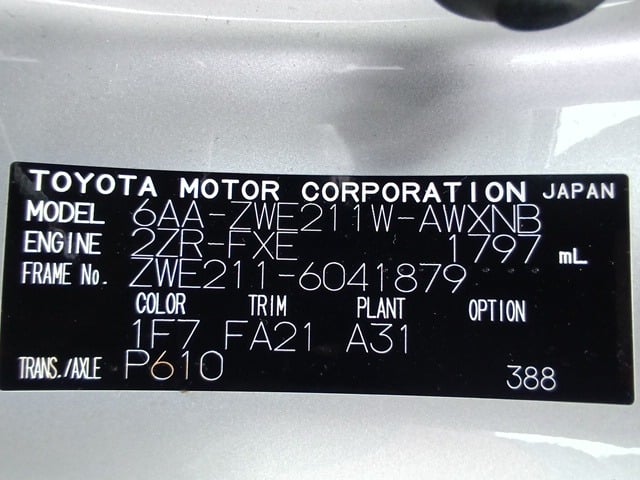 TOYOTA MOTOR CORPORATION JAPAN
MODEL 6AA-ZWE211W-AWXNB
ENGINE 2ZR-FXE 1797 mL
FRAME No. ZWE211-6041879
COLOR TRIM PLANT OPTION
1F7 FA21 A31
TRANS./AXLE P610
388